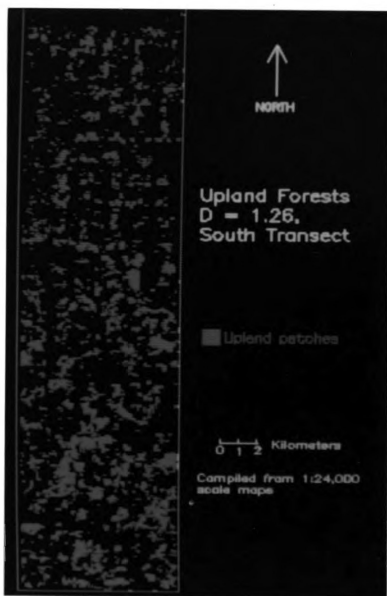 NORTH
Upland Forests
D = 1.26,
South Transect
Upland patches
0 1 2 Kilometers
Compiled from 1:24,000
scale maps